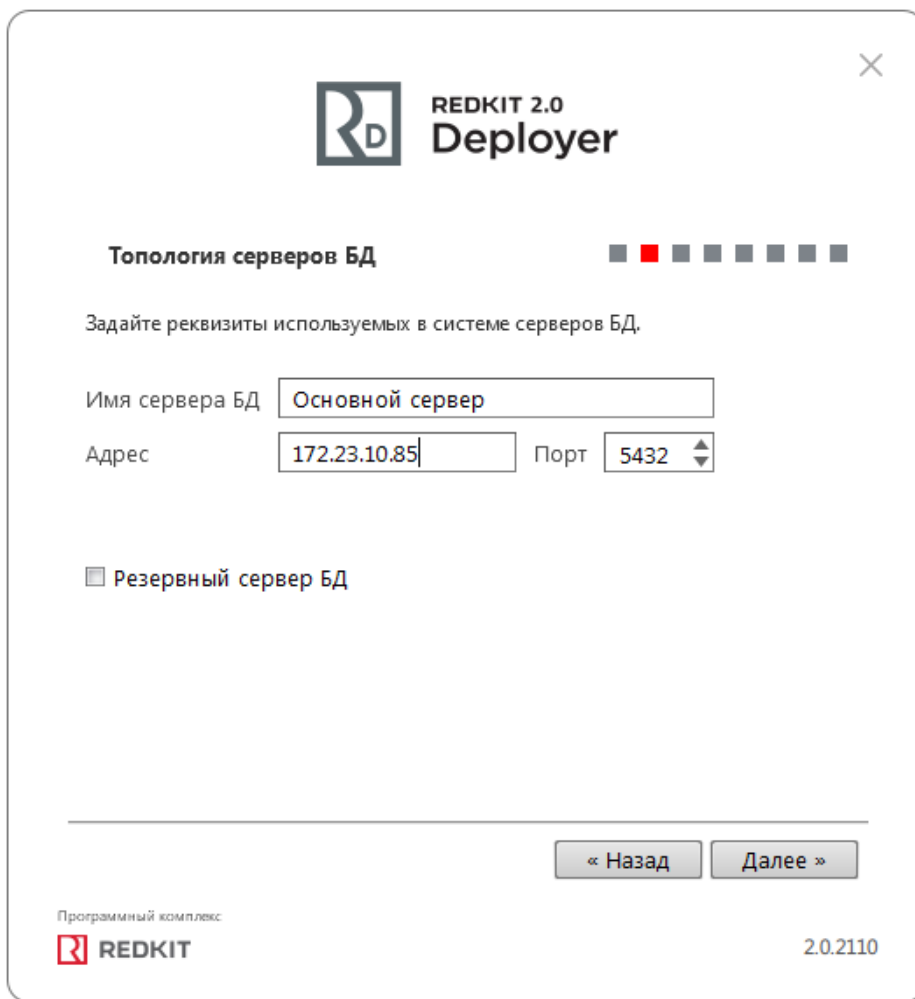 REDKIT 2.0
RD Deployer
Топология серверов БД
Задайте реквизиты используемых в системе серверов БД.
Имя сервера БД Основной сервер
Адрес 172.23.10.85 Порт 5432
Резервный сервер БД
« Назад Далее »
Программный комплекс
REDKIT 2.0.2110